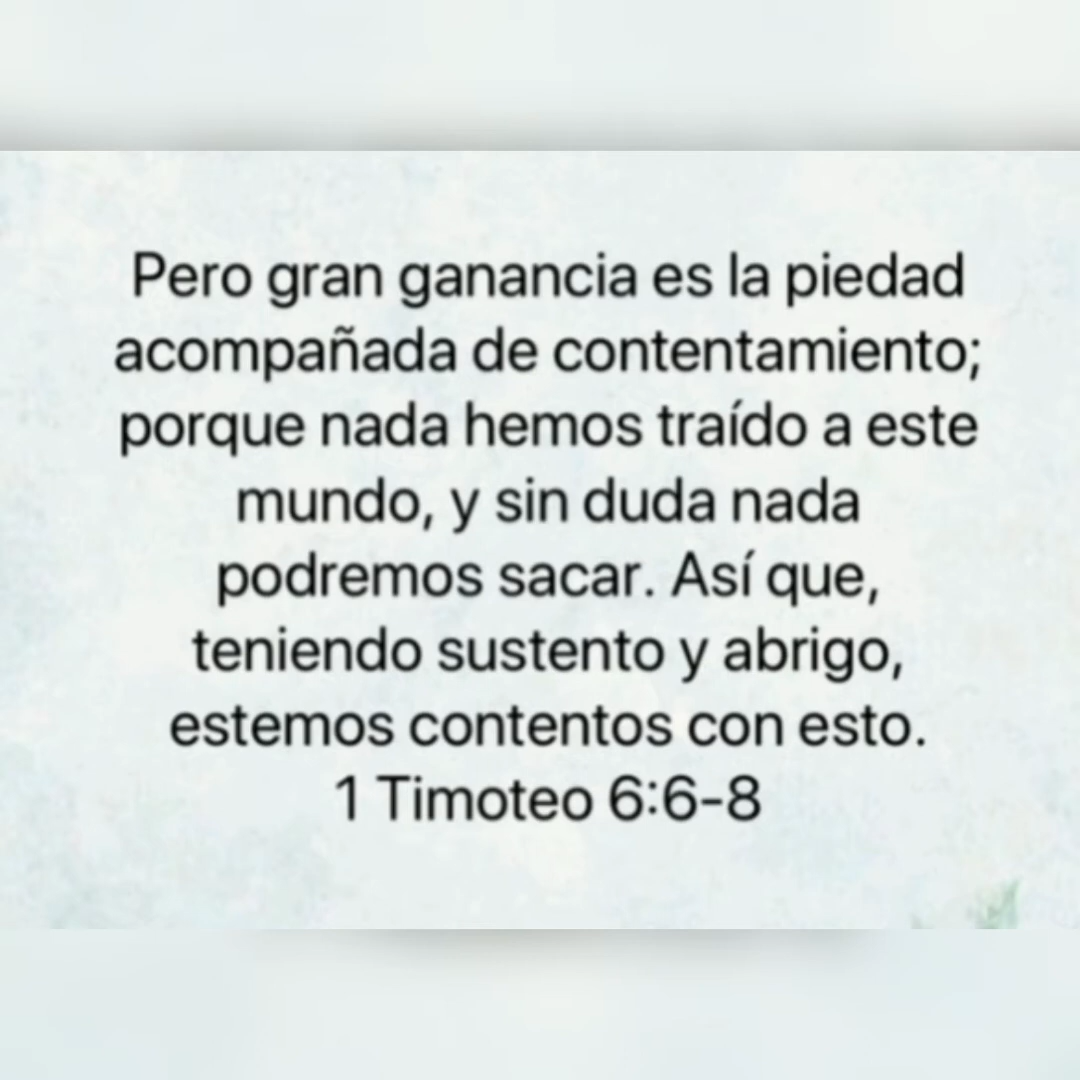 Pero gran ganancia es la piedad
acompañada de contentamiento;
porque nada hemos traído a este
mundo, y sin duda nada
podremos sacar. Así que,
teniendo sustento y abrigo,
estemos contentos con esto.
1 Timoteo 6:6-8